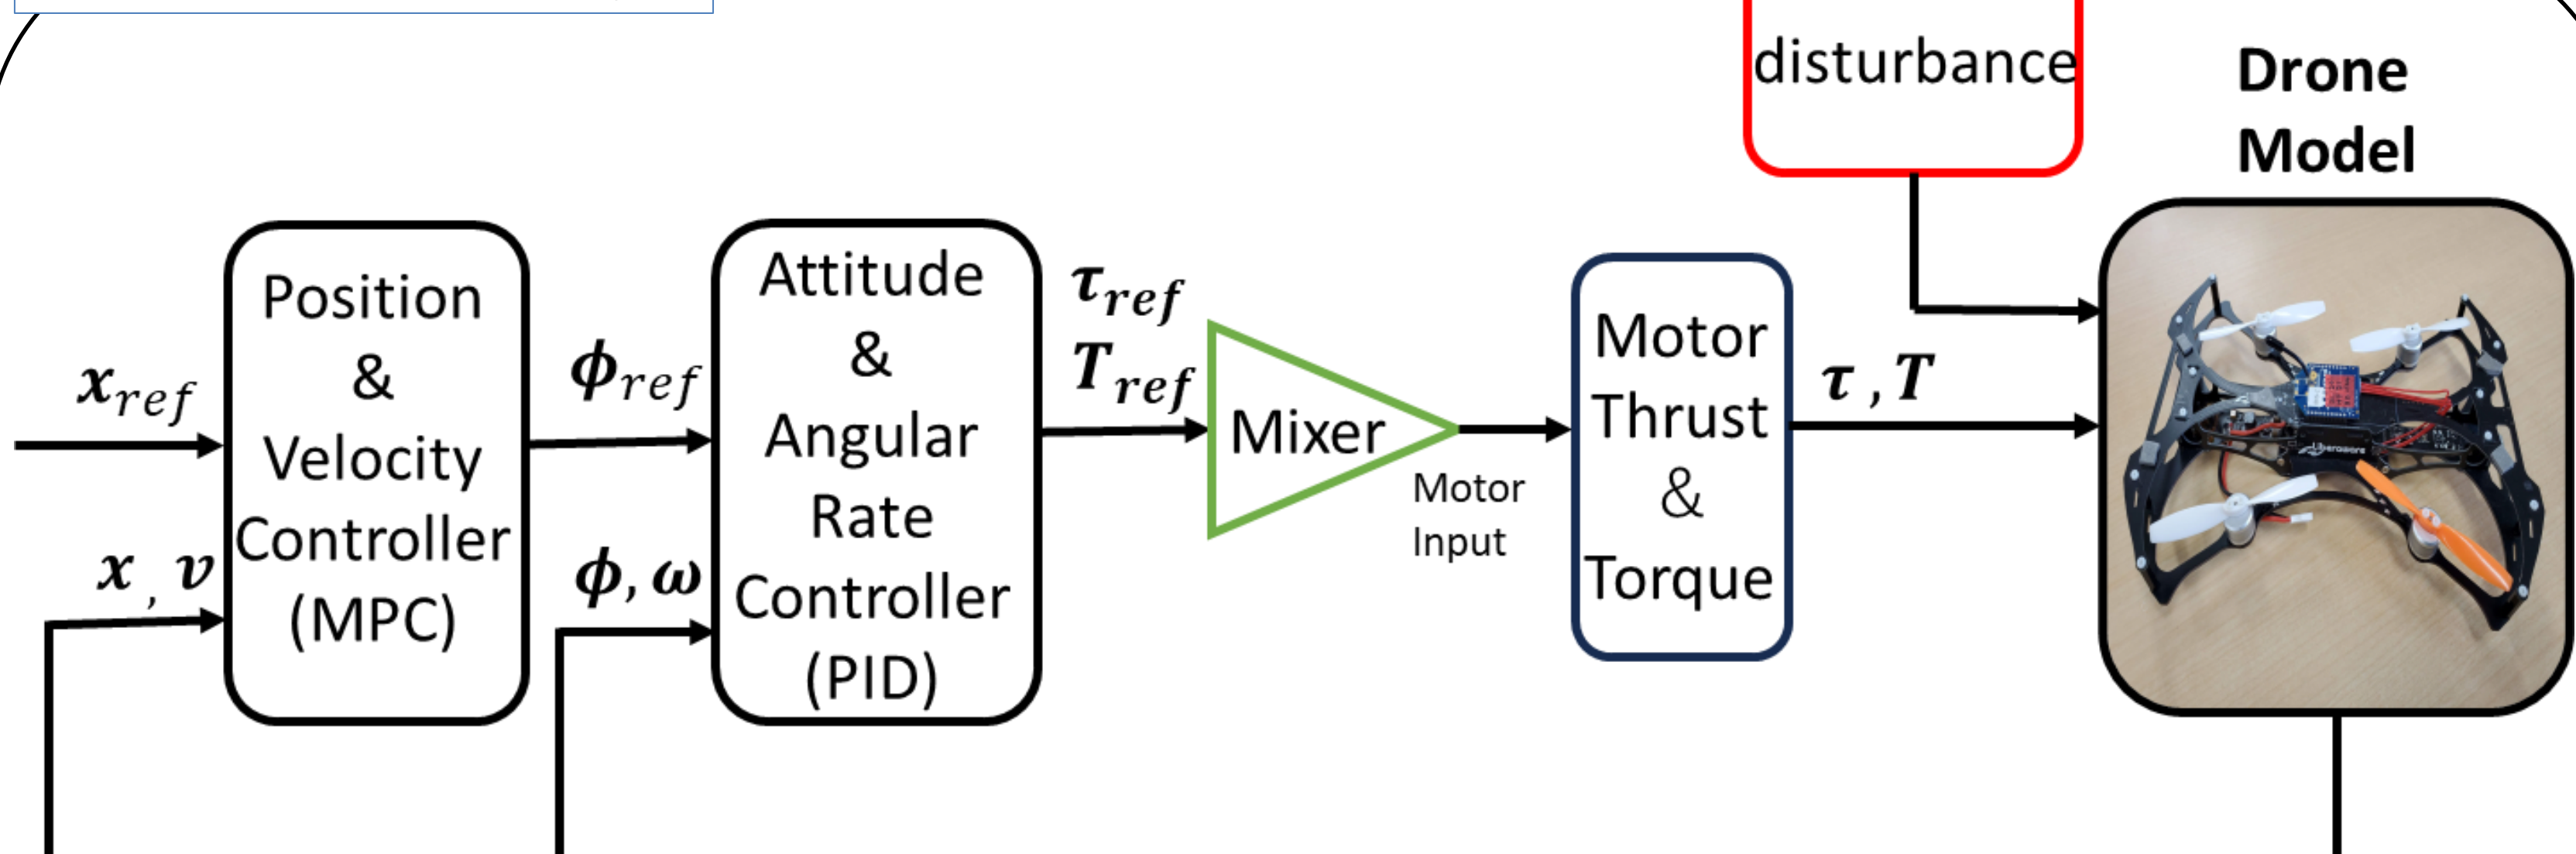 disturbance
Drone
Model
Position
&
Velocity
Controller
(MPC)
Attitude
&
Angular
Rate
Controller
(PID)
x_ref
x , v
ϕ_ref
ϕ, ω
τ_ref
T_ref
Mixer
Motor
Input
Motor
Thrust
&
Torque
τ , T
Liberaware